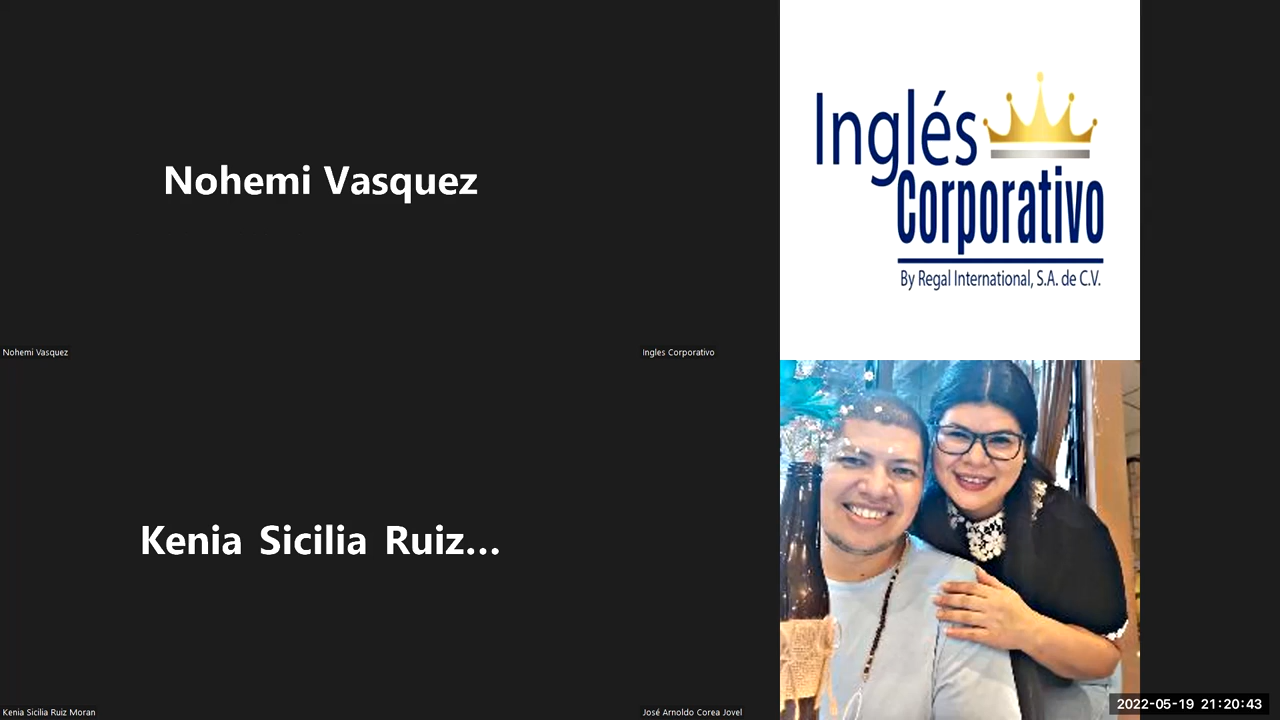 Nohemi Vasquez
Nohemi Vasquez
Inglés
Corporativo
By Regal International, S.A. de C.V.
Ingles Corporativo
Kenia Sicilia Ruiz...
Kenia Sicilia Ruiz Moran
José Arnoldo Corea Jovel
2022-05-19 21:20:43